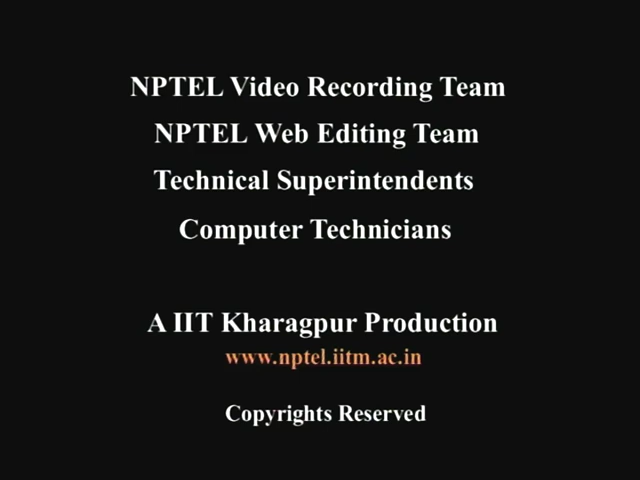 NPTEL Video Recording Team
NPTEL Web Editing Team
Technical Superintendents
Computer Technicians
A IIT Kharagpur Production
www.nptel.iitm.ac.in
Copyrights Reserved